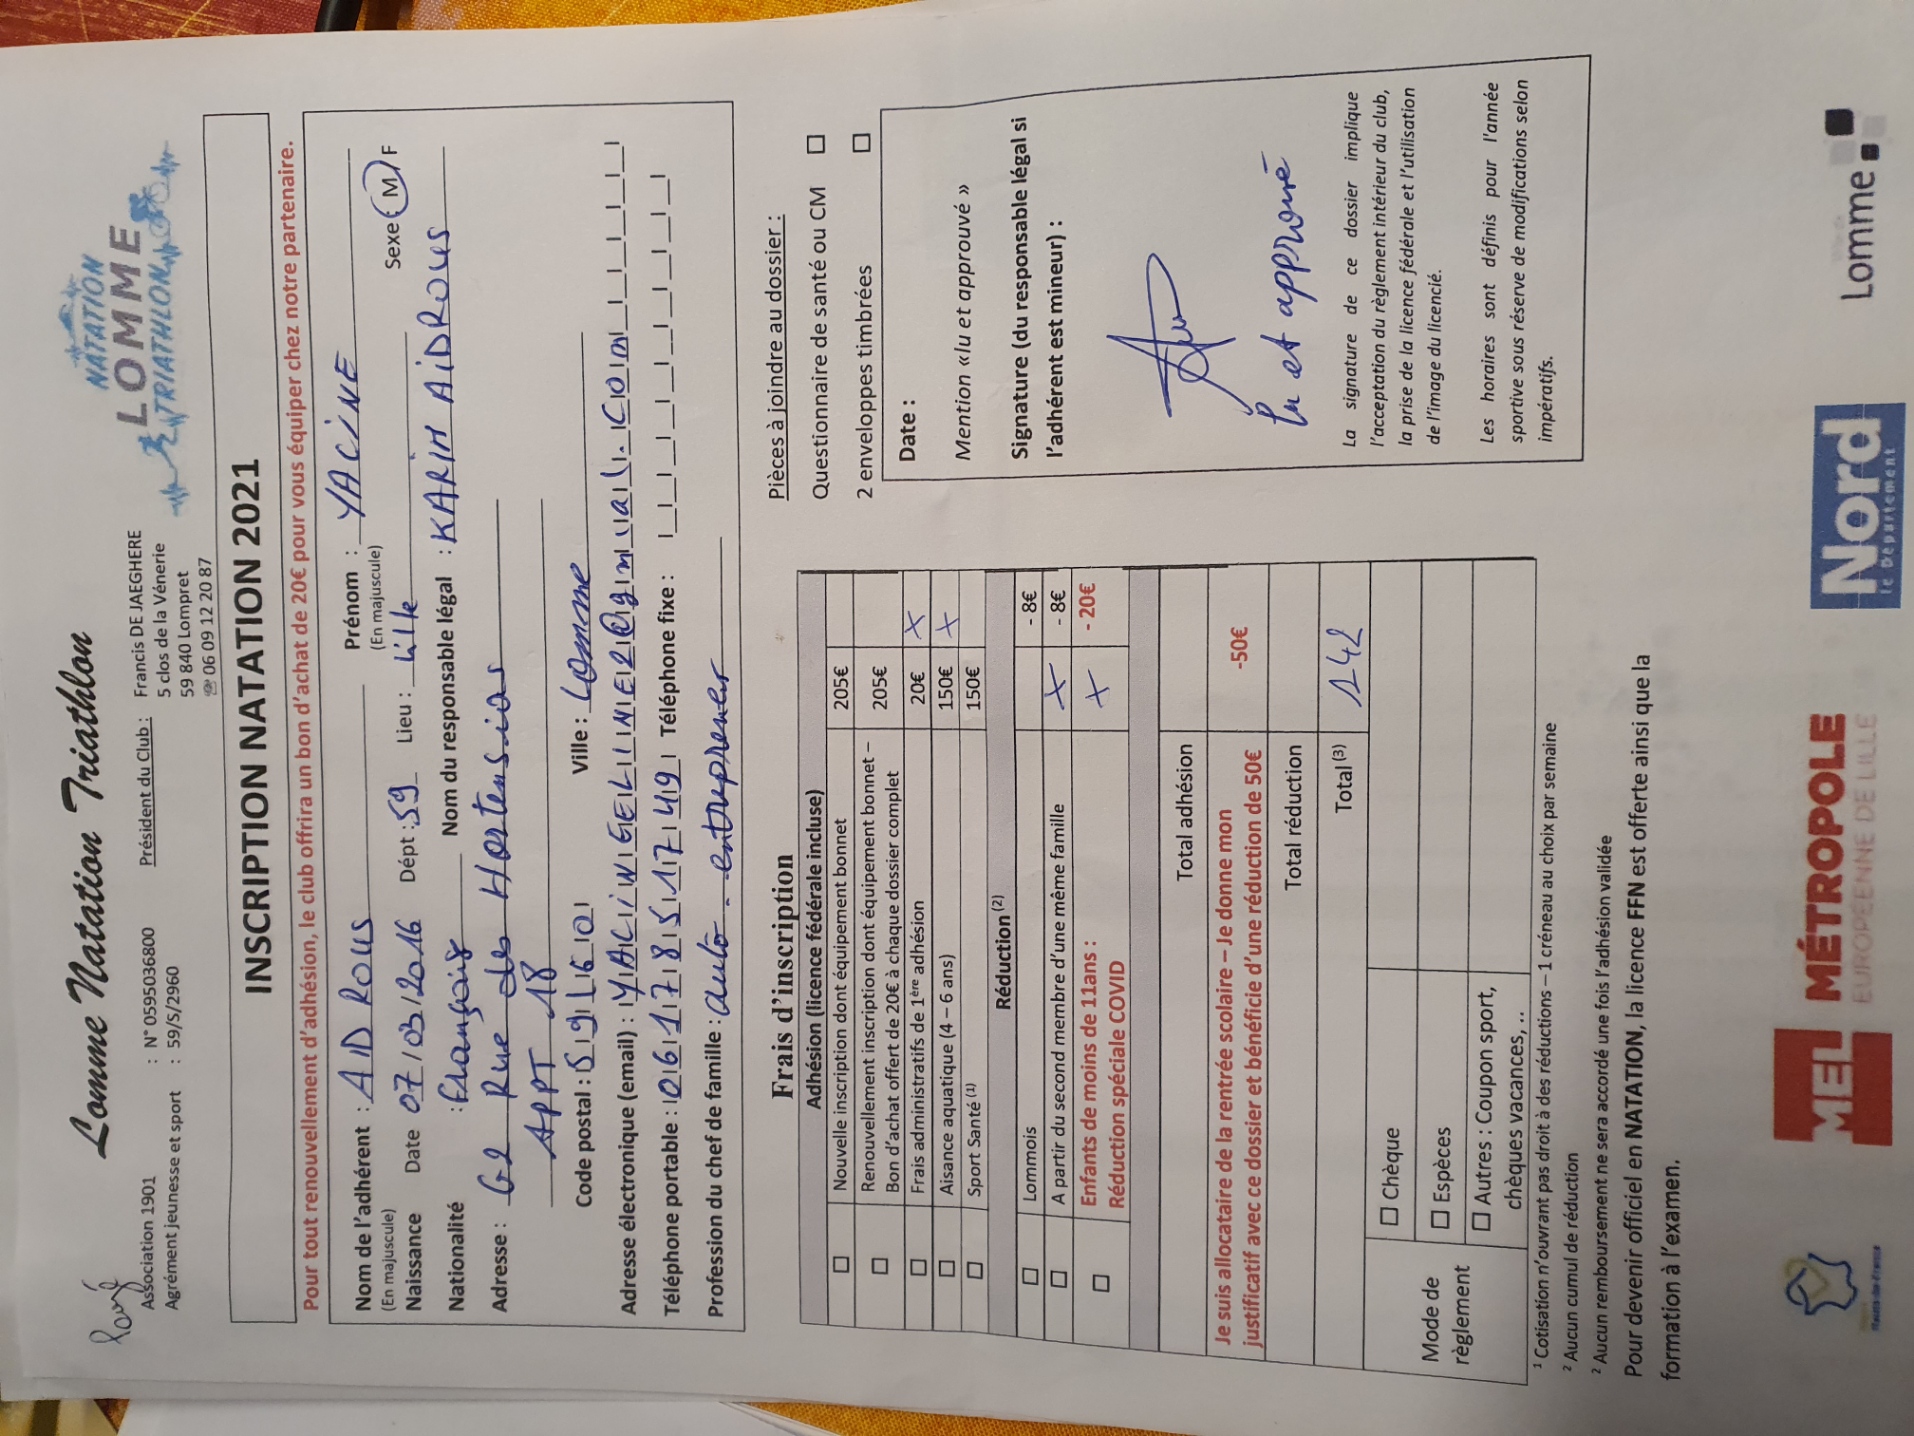 Payé
Lomme Natation Triathlon
NATATION
LOMME
TRIATHLON
Association 1901 : N° 0595036800 Président du Club : Francis DE JAEGHERE
Agrément jeunesse et sport : 59/S/2960 5 clos de la Vénerie
59 840 Lompret
☏ 06 09 12 20 87
INSCRIPTION NATATION 2021
Pour tout renouvellement d'adhésion, le club offrira un bon d'achat de 20€ pour vous équiper chez notre partenaire.
Nom de l'adhérent : AID ROUS Prénom : YACINE
(En majuscule) (En majuscule)
Naissance Date 07/03/2016 Dépt : 59 Lieu : Lille Sexe M / F
Nationalité : Française Nom du responsable légal : KARIM AiDROUS
Adresse : 62 Rue des Hortensias
APPT 18
Code postal : 59160 Ville : Lomme
Adresse électronique (email) : YACiNGELINE2@gmail.com
Téléphone portable : 0617851749 Téléphone fixe :
Profession du chef de famille : auto-entrepreneur
Frais d'inscription
Adhésion (licence fédérale incluse)
☐ Nouvelle inscription dont équipement bonnet 205€
☐ Renouvellement inscription dont équipement bonnet – 205€
Bon d'achat offert de 20€ à chaque dossier complet
☐ Frais administratifs de 1ère adhésion 20€ X
☐ Aisance aquatique (4 – 6 ans) 150€ X
☐ Sport Santé (1) 150€
Réduction (2)
☐ Lommois - 8€
☐ A partir du second membre d'une même famille X - 8€
☐ Enfants de moins de 11ans : X - 20€
Réduction spéciale COVID
Total adhésion
Je suis allocataire de la rentrée scolaire – Je donne mon -50€
justificatif avec ce dossier et bénéficie d'une réduction de 50€
Total réduction
Total (3) 142
Mode de règlement
☐ Chèque
☐ Espèces
☐ Autres : Coupon sport,
chèques vacances,..
Pièces à joindre au dossier :
Questionnaire de santé ou CM ☐
2 enveloppes timbrées ☐
Date :
Mention «lu et approuvé »
Signature (du responsable légal si
l'adhérent est mineur) :
lu et approuvé
La signature de ce dossier implique
l'acceptation du règlement intérieur du club,
la prise de la licence fédérale et l'utilisation
de l'image du licencié.
Les horaires sont définis pour l'année
sportive sous réserve de modifications selon
impératifs.
1 Cotisation n'ouvrant pas droit à des réductions – 1 créneau au choix par semaine
2 Aucun cumul de réduction
2 Aucun remboursement ne sera accordé une fois l'adhésion validée
Pour devenir officiel en NATATION, la licence FFN est offerte ainsi que la
formation à l'examen.
Hauts-de-France
MEL MÉTROPOLE
EUROPÉENNE DE LILLE
Nord
le Département
Lomme